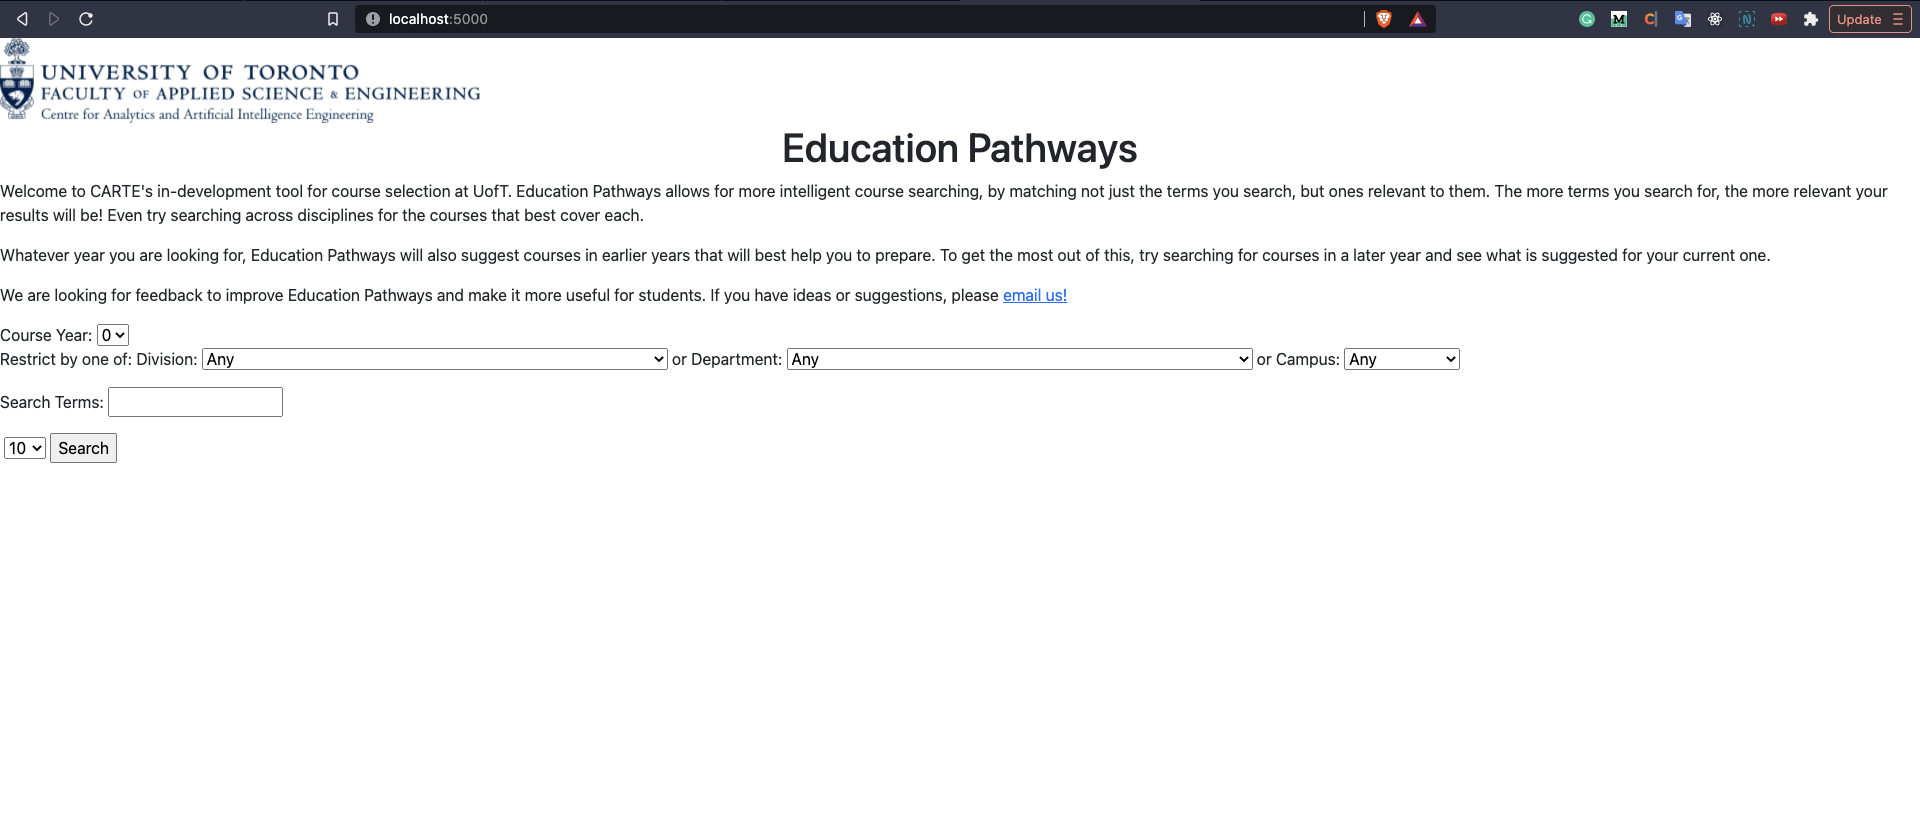 localhost:5000
Update
UNIVERSITY OF TORONTO
FACULTY OF APPLIED SCIENCE & ENGINEERING
Centre for Analytics and Artificial Intelligence Engineering
Education Pathways
Welcome to CARTE's in-development tool for course selection at UofT. Education Pathways allows for more intelligent course searching, by matching not just the terms you search, but ones relevant to them. The more terms you search for, the more relevant your
results will be! Even try searching across disciplines for the courses that best cover each.
Whatever year you are looking for, Education Pathways will also suggest courses in earlier years that will best help you to prepare. To get the most out of this, try searching for courses in a later year and see what is suggested for your current one.
We are looking for feedback to improve Education Pathways and make it more useful for students. If you have ideas or suggestions, please email us!
Course Year: 0
Restrict by one of: Division: Any or Department: Any or Campus: Any
Search Terms:
10 Search